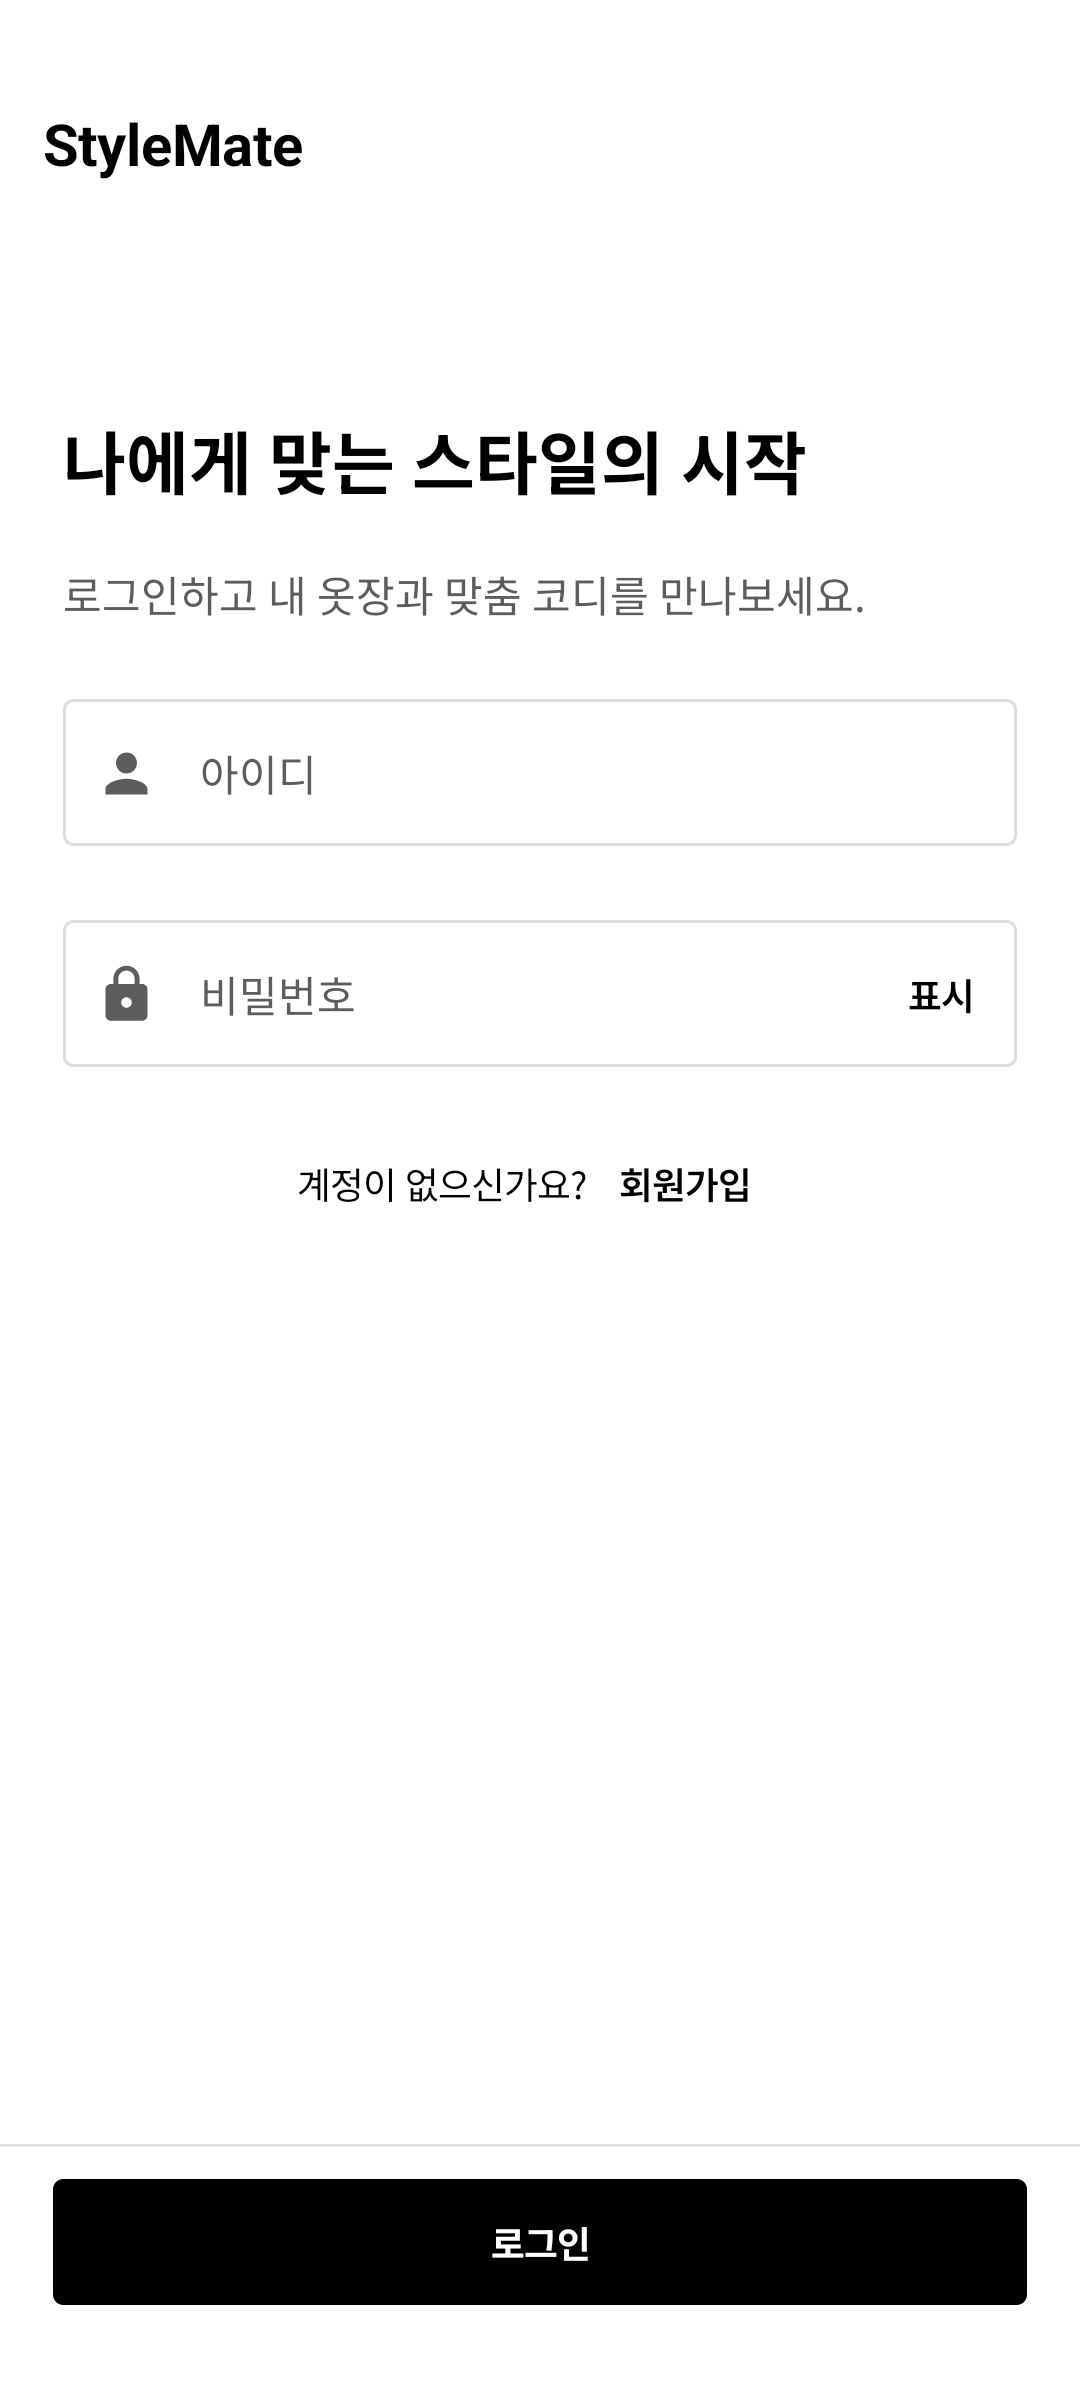 StyleMate
나에게 맞는 스타일의 시작
로그인하고 내 옷장과 맞춤 코디를 만나보세요.
아이디
비밀번호 표시
계정이 없으신가요? 회원가입
로그인